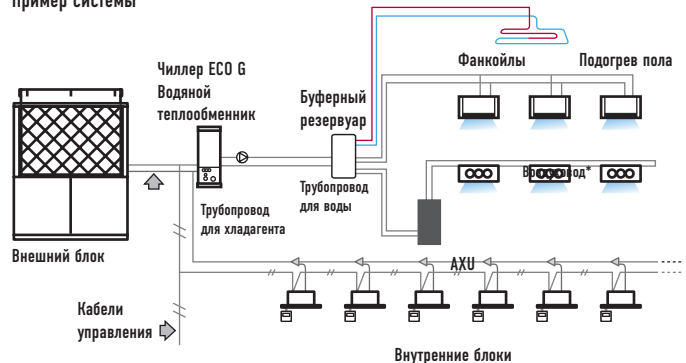 Пример системы
Чиллер ECO G
Водяной
теплообменник
Буферный
резервуар
Фанкойлы
Подогрев пола
Воздуховод*
Трубопровод
для хладагента
Трубопровод
для воды
Внешний блок
AXU
Кабели
управления
Внутренние блоки